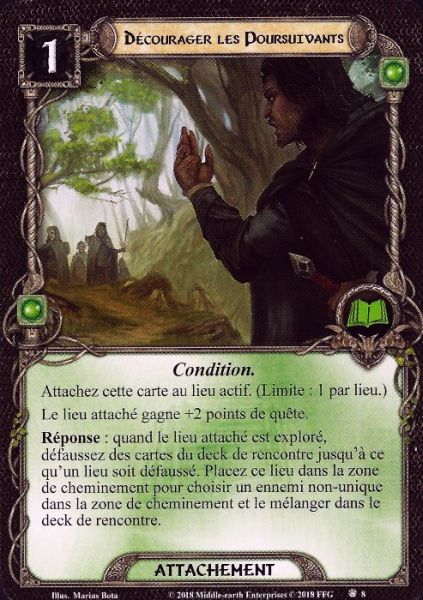 1
DÉCOURAGER LES POURSUIVANTS
Condition.
Attachez cette carte au lieu actif. (Limite : 1 par lieu.)
Le lieu attaché gagne +2 points de quête.
Réponse : quand le lieu attaché est exploré,
défaussez des cartes du deck de rencontre jusqu'à ce
qu'un lieu soit défaussé. Placez ce lieu dans la zone
de cheminement pour choisir un ennemi non-unique
dans la zone de cheminement et le mélanger dans le
deck de rencontre.
ATTACHEMENT
Illus. Marius Bota © 2018 Middle-earth Enterprises © 2018 FFG 8